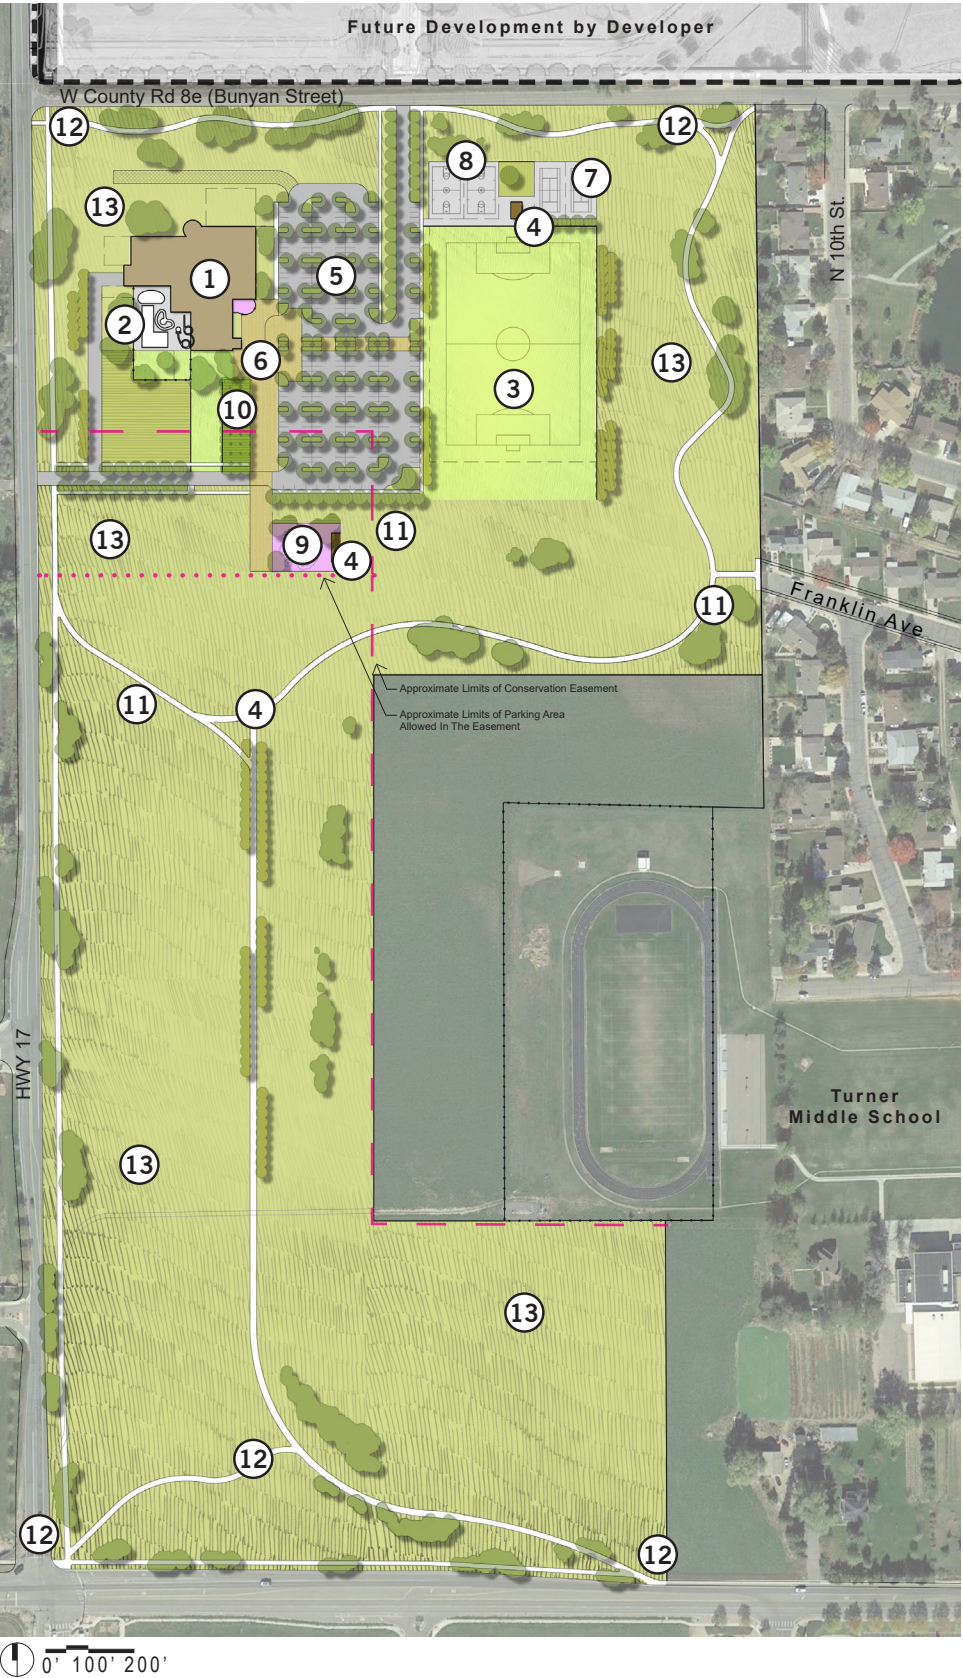 Future Development by Developer
W County Rd 8e (Bunyan Street)
12
12
8
7
13
4
N 10th St.
1
5
2
6
13
3
10
11
13
9
4
Franklin Ave
11
Approximate Limits of Conservation Easement
11
4
Approximate Limits of Parking Area
Allowed In The Easement
HWY 17
Turner
Middle School
13
13
12
12
12
0' 100' 200'